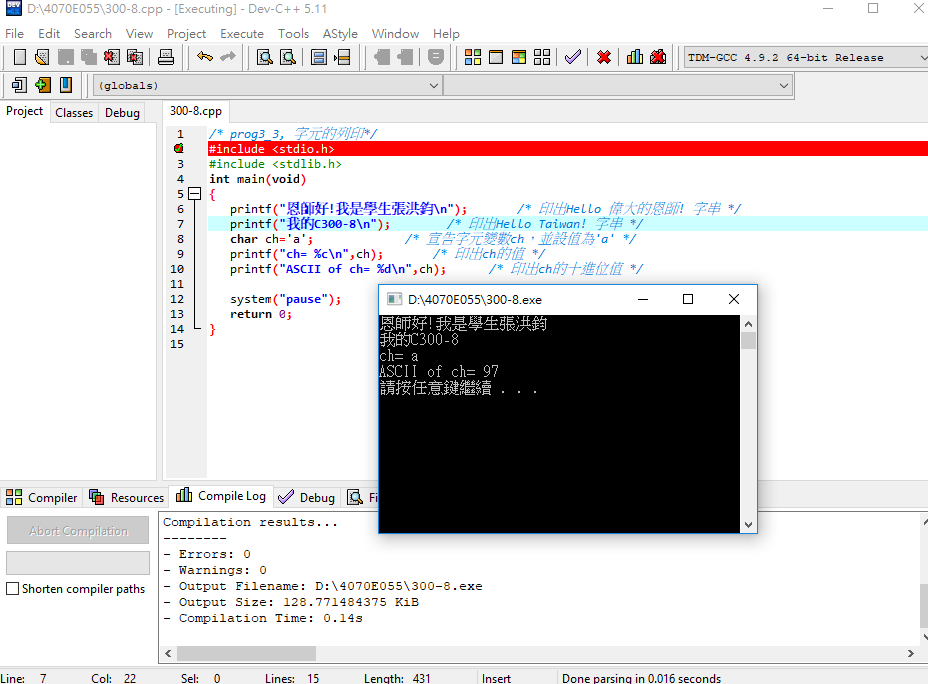 D:\4070E055\300-8.cpp - [Executing] - Dev-C++ 5.11
File Edit Search View Project Execute Tools AStyle Window Help
TDM-GCC 4.9.2 64-bit Release
(globals)
Project Classes Debug
300-8.cpp
1 /* prog3_3, 字元的列印*/
#include <stdio.h>
3 #include <stdlib.h>
4 int main(void)
5 {
6 printf("恩師好!我是學生張洪鈞\n"); /* 印出Hello 偉大的恩師! 字串 */
7 printf("我的C300-8\n"); /* 印出Hello Taiwan! 字串 */
8 char ch='a'; /* 宣告字元變數ch，並設值為'a' */
9 printf("ch= %c\n",ch); /* 印出ch的值 */
10 printf("ASCII of ch= %d\n",ch); /* 印出ch的十進位值 */
11
12 system("pause");
13 return 0;
14 }
15
D:\4070E055\300-8.exe
恩師好!我是學生張洪鈞
我的C300-8
ch= a
ASCII of ch= 97
請按任意鍵繼續 . . .
Compiler Resources Compile Log Debug Fi
Abort Compilation
Shorten compiler paths
Compilation results...
--------
- Errors: 0
- Warnings: 0
- Output Filename: D:\4070E055\300-8.exe
- Output Size: 128.771484375 KiB
- Compilation Time: 0.14s
Line: 7 Col: 22 Sel: 0 Lines: 15 Length: 431 Insert Done parsing in 0.016 seconds